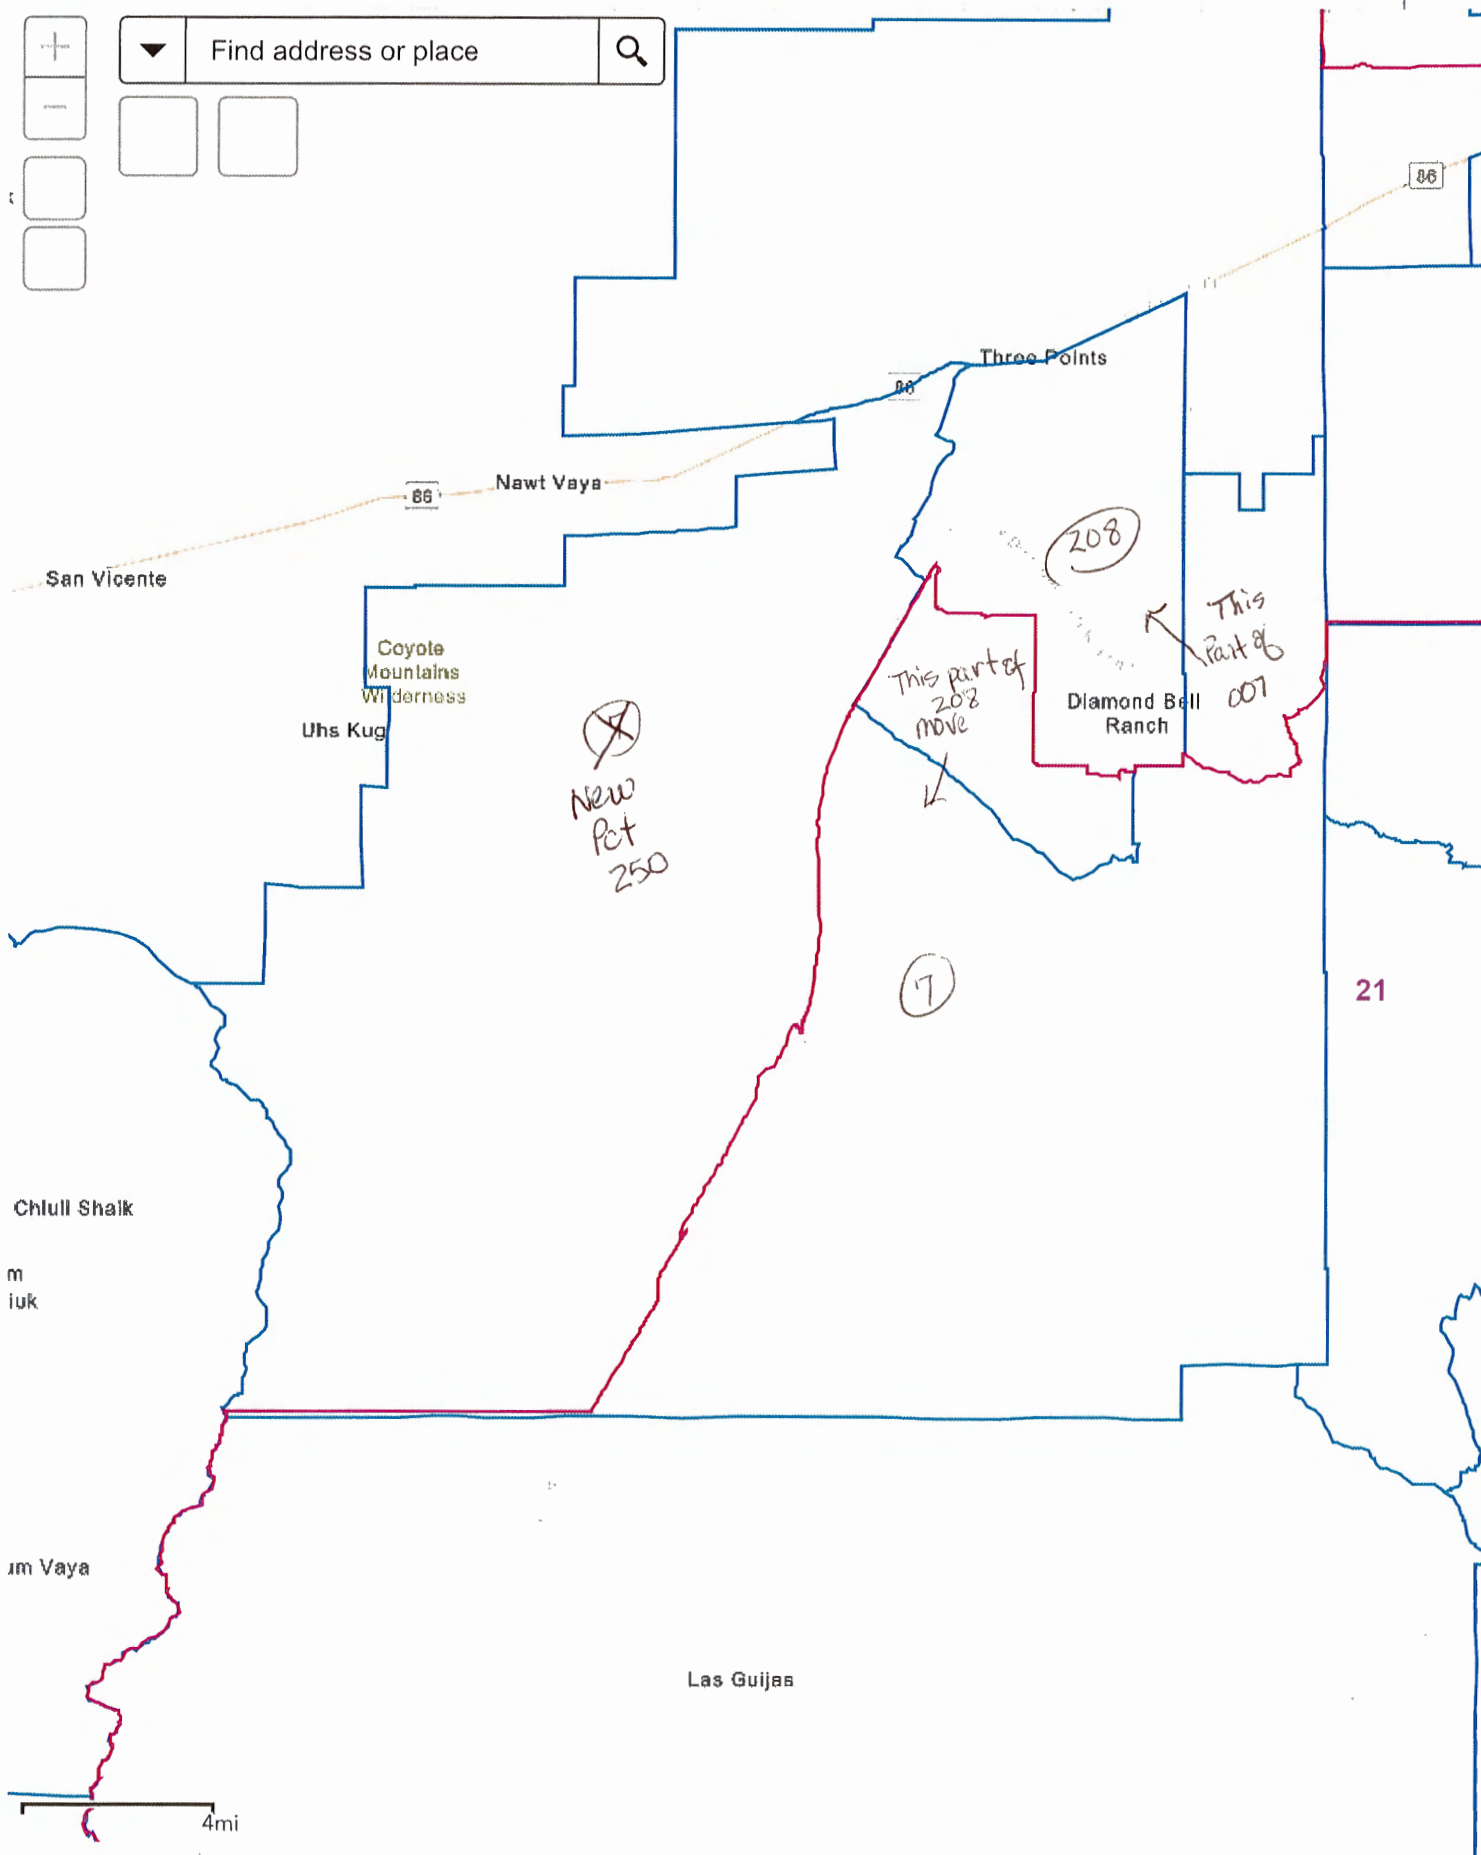 Find address or place
86
Three Points
86
Nawt Vaya
86
San Vicente
208
This
Part of
007
Coyote
Mountains
Wilderness
Uhs Kug
This part of
208
move
Diamond Bell
Ranch
7
New
Pct
250
7
21
Chlull Shaik
m
iuk
um Vaya
Las Guijas
4mi